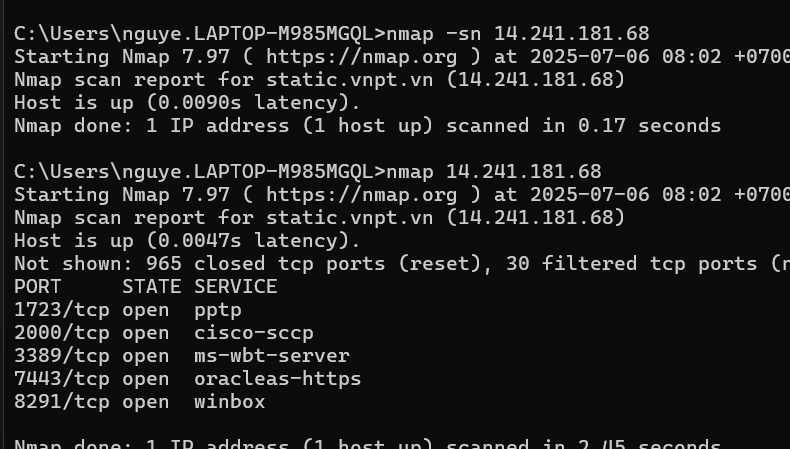 C:\Users\nguye.LAPTOP-M985MGQL>nmap -sn 14.241.181.68
Starting Nmap 7.97 ( https://nmap.org ) at 2025-07-06 08:02 +0700
Nmap scan report for static.vnpt.vn (14.241.181.68)
Host is up (0.0090s latency).
Nmap done: 1 IP address (1 host up) scanned in 0.17 seconds
C:\Users\nguye.LAPTOP-M985MGQL>nmap 14.241.181.68
Starting Nmap 7.97 ( https://nmap.org ) at 2025-07-06 08:02 +0700
Nmap scan report for static.vnpt.vn (14.241.181.68)
Host is up (0.0047s latency).
Not shown: 965 closed tcp ports (reset), 30 filtered tcp ports
PORT     STATE SERVICE
1723/tcp open  pptp
2000/tcp open  cisco-sccp
3389/tcp open  ms-wbt-server
7443/tcp open  oracleas-https
8291/tcp open  winbox
Nmap done: 1 IP address (1 host up) scanned in 2.45 seconds